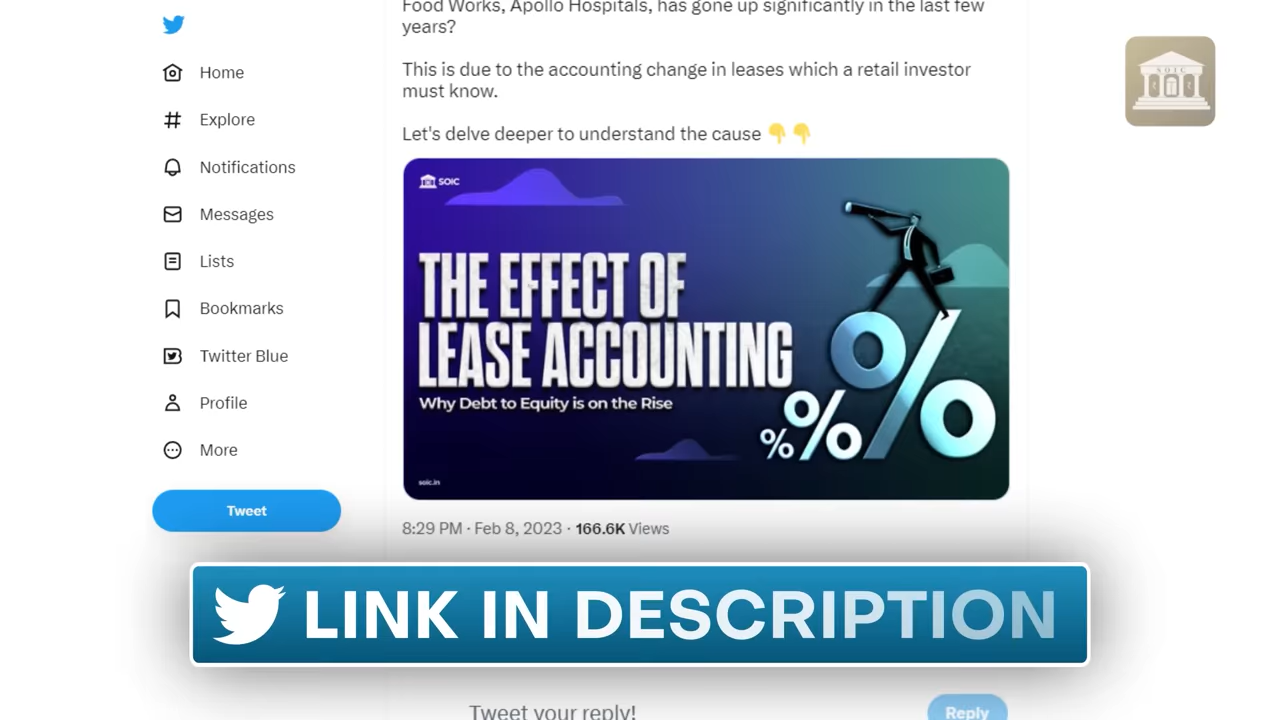 Food Works, Apollo Hospitals, has gone up significantly in the last few
years?
This is due to the accounting change in leases which a retail investor
must know.
Let's delve deeper to understand the cause 👇 👇
Home
Explore
Notifications
Messages
Lists
Bookmarks
Twitter Blue
Profile
More
Tweet
SOIC
SOIC
THE EFFECT OF
LEASE ACCOUNTING
Why Debt to Equity is on the Rise
% % %
soic.in
8:29 PM · Feb 8, 2023 · 166.6K Views
LINK IN DESCRIPTION
Tweet your reply!
Reply